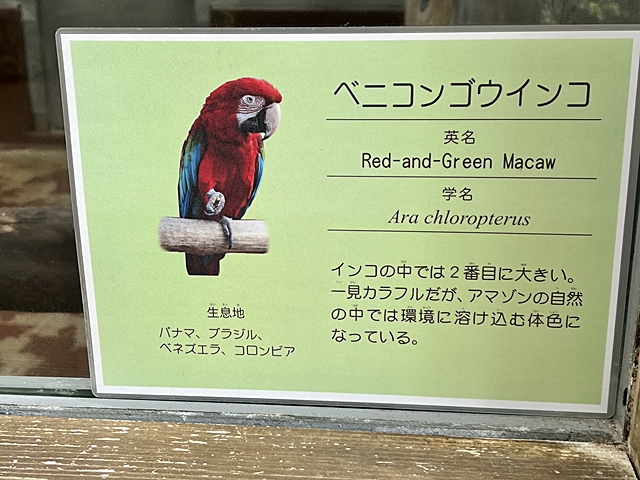 ベニコンゴウインコ
英名
Red-and-Green Macaw
学名
Ara chloropterus
インコの中では２番目に大きい。
一見カラフルだが、アマゾンの自然
の中では環境に溶け込む体色に
なっている。
生息地
パナマ、ブラジル、
ベネズエラ、コロンビア